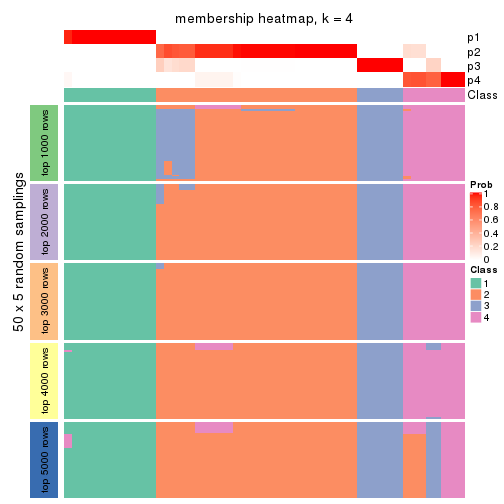 membership heatmap, k = 4
p1
p2
p3
p4
Class
50 x 5 random samplings
top 1000 rows
top 2000 rows
top 3000 rows
top 4000 rows
top 5000 rows
Prob
1
0.8
0.6
0.4
0.2
0
Class
1
2
3
4